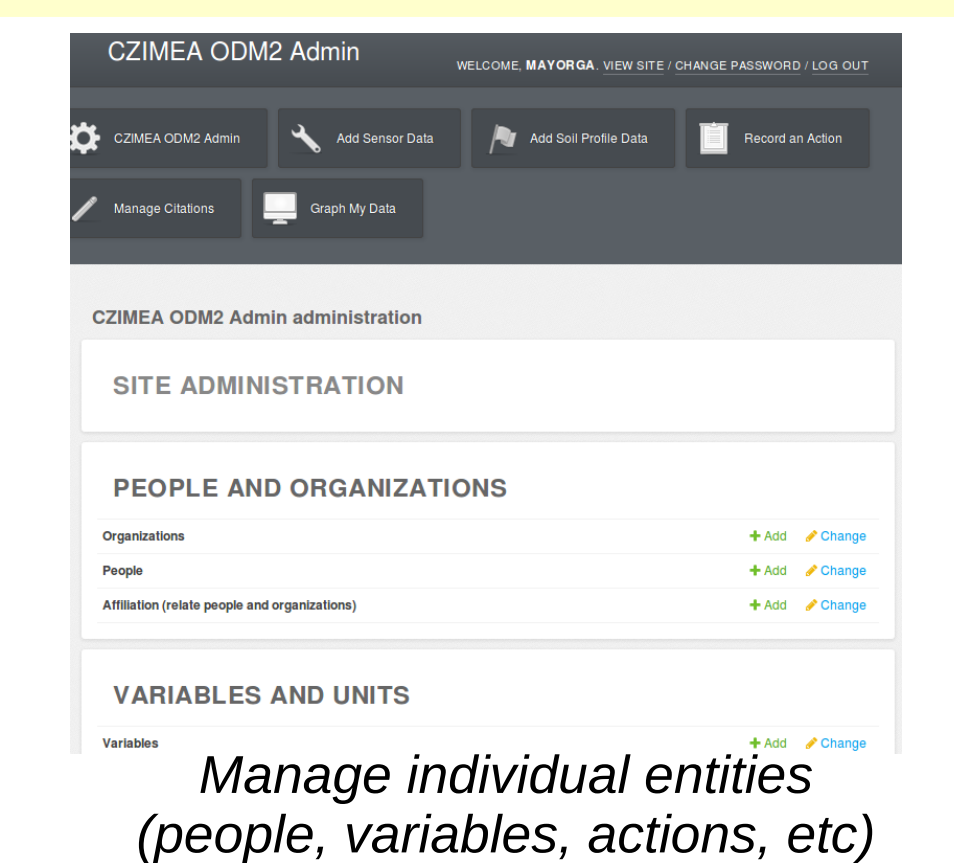 CZIMEA ODM2 Admin
WELCOME, MAYORGA. VIEW SITE / CHANGE PASSWORD / LOG OUT
CZIMEA ODM2 Admin
Add Sensor Data
Add Soil Profile Data
Record an Action
Manage Citations
Graph My Data
CZIMEA ODM2 Admin administration
SITE ADMINISTRATION
PEOPLE AND ORGANIZATIONS
Organizations Add Change
People Add Change
Affiliation (relate people and organizations) Add Change
VARIABLES AND UNITS
Variables Add Change
Manage individual entities
(people, variables, actions, etc)